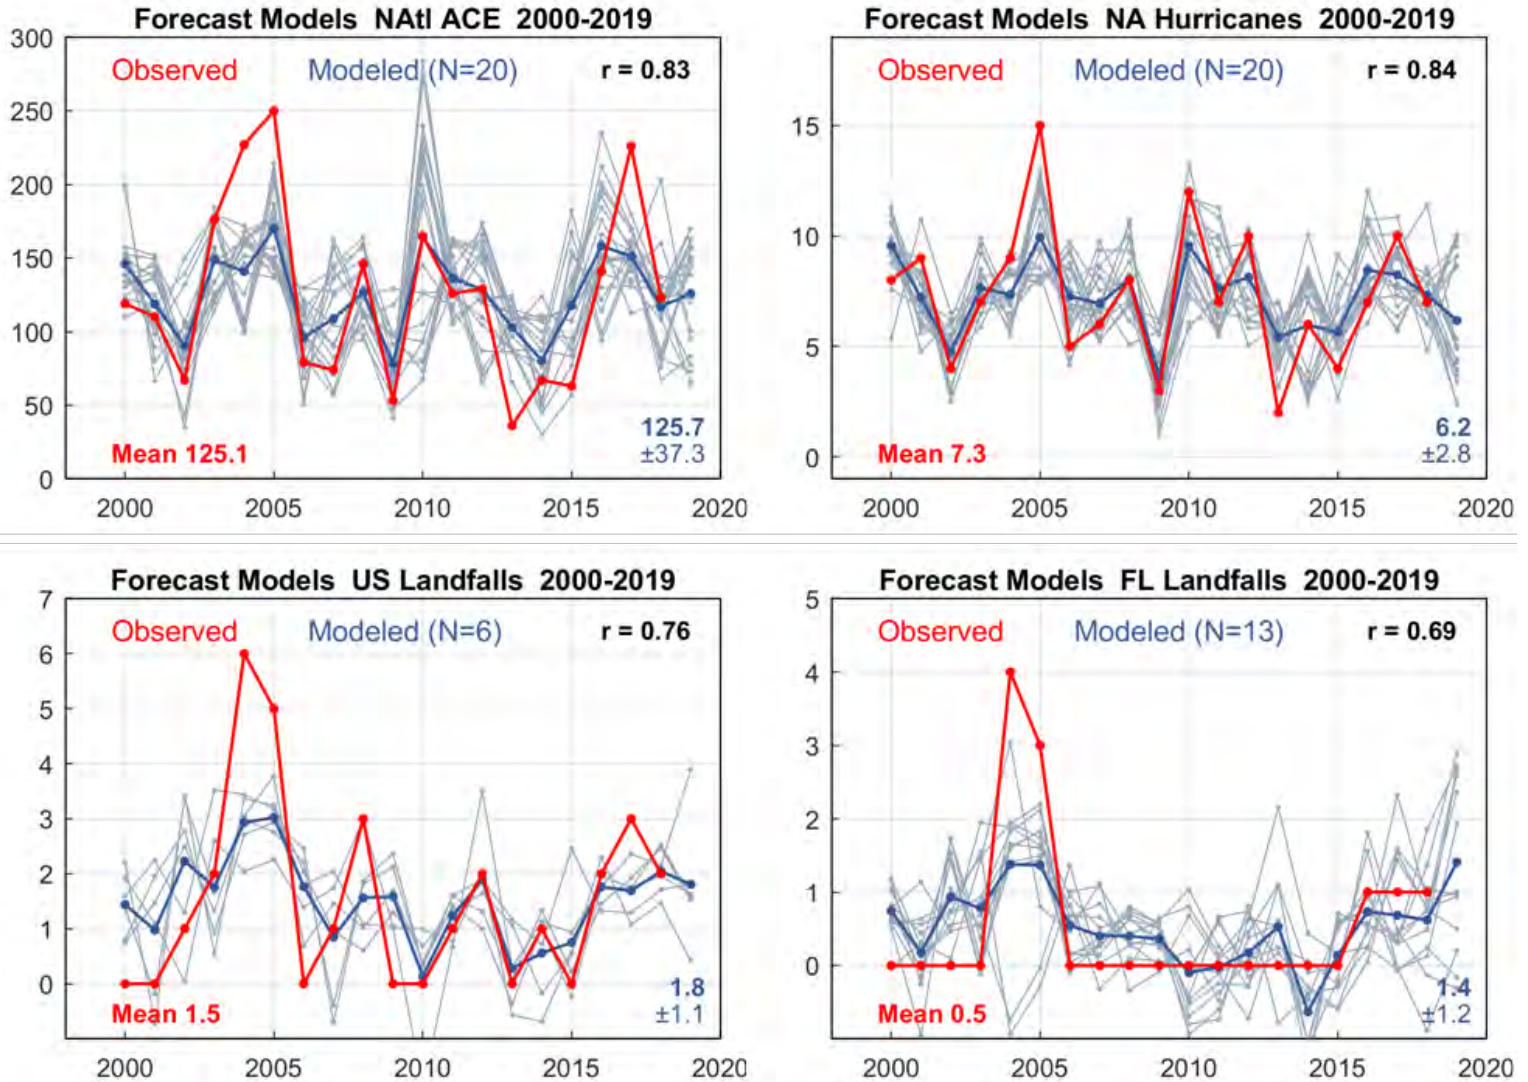 Forecast Models NAtl ACE 2000-2019
300
250
200
150
100
50
0
Observed
Modeled (N=20)
r = 0.83
Mean 125.1
125.7
±37.3
2000 2005 2010 2015 2020
Forecast Models NA Hurricanes 2000-2019
15
10
5
0
Observed
Modeled (N=20)
r = 0.84
Mean 7.3
6.2
±2.8
2000 2005 2010 2015 2020
Forecast Models US Landfalls 2000-2019
7
6
5
4
3
2
1
0
Observed
Modeled (N=6)
r = 0.76
Mean 1.5
1.8
±1.1
2000 2005 2010 2015 2020
Forecast Models FL Landfalls 2000-2019
5
4
3
2
1
0
Observed
Modeled (N=13)
r = 0.69
Mean 0.5
1.4
±1.2
2000 2005 2010 2015 2020